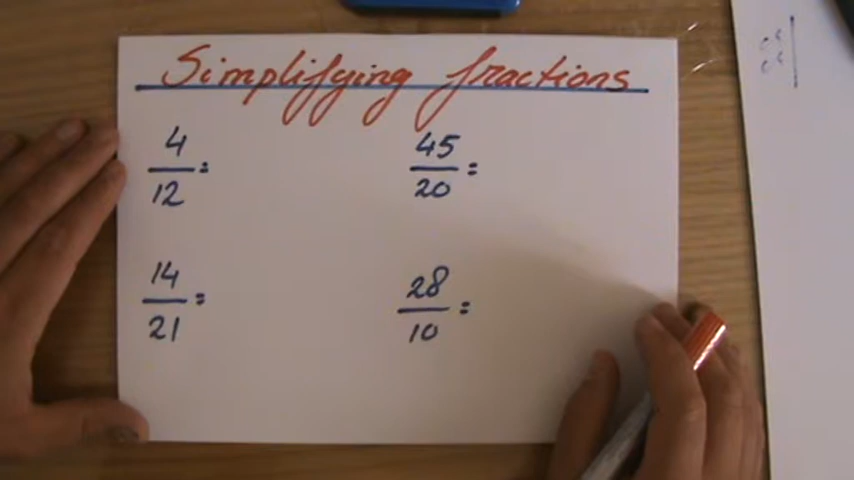 Simplifying fractions
4/12 =
45/20 =
14/21 =
28/10 =